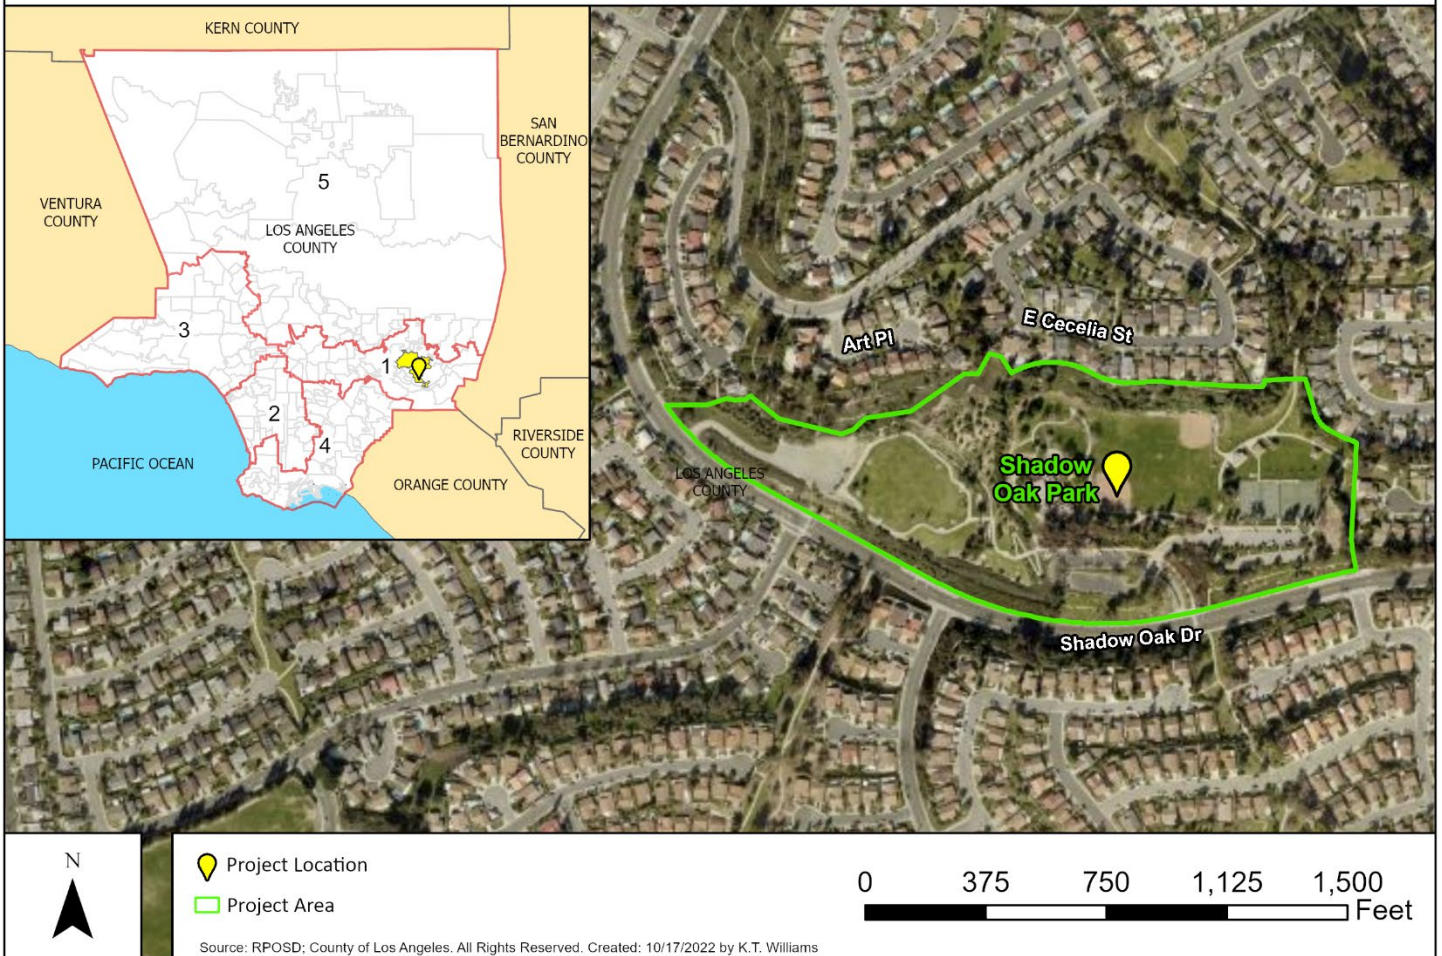 KERN COUNTY
SAN
BERNARDINO
COUNTY
5
VENTURA
COUNTY
LOS ANGELES
COUNTY
3
1
2
4
RIVERSIDE
COUNTY
PACIFIC OCEAN
ORANGE COUNTY
Art Pl
E Cecelia St
LOS ANGELES
COUNTY
Shadow
Oak Park
Shadow Oak Dr
N
Project Location
Project Area
0 375 750 1,125 1,500
Feet
Source: RPOSD; County of Los Angeles. All Rights Reserved. Created: 10/17/2022 by K.T. Williams